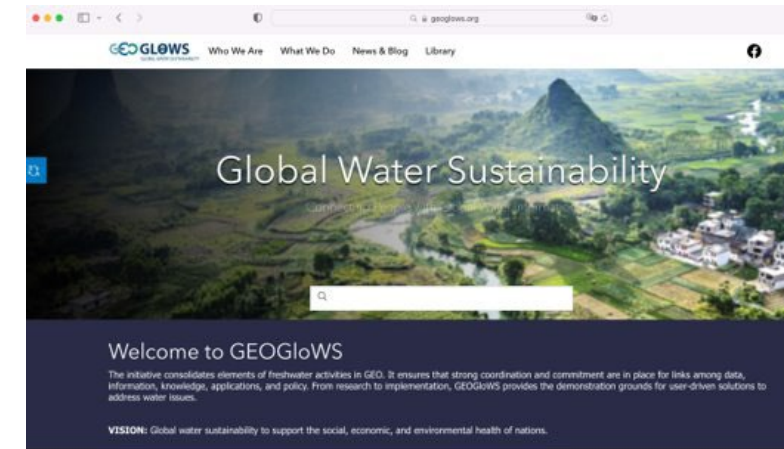 geoglows.org
GEOGLOWS Who We Are What We Do News & Blog Library
GLOBAL WATER SUSTAINABILITY
Global Water Sustainability
Welcome to GEOGloWS
The initiative consolidates elements of freshwater activities in GEO. It ensures that strong coordination and commitment are in place for links among data,
information, knowledge, applications, and policy. From research to implementation, GEOGloWS provides the demonstration grounds for user-driven solutions to
address water issues.
VISION: Global water sustainability to support the social, economic, and environmental health of nations.